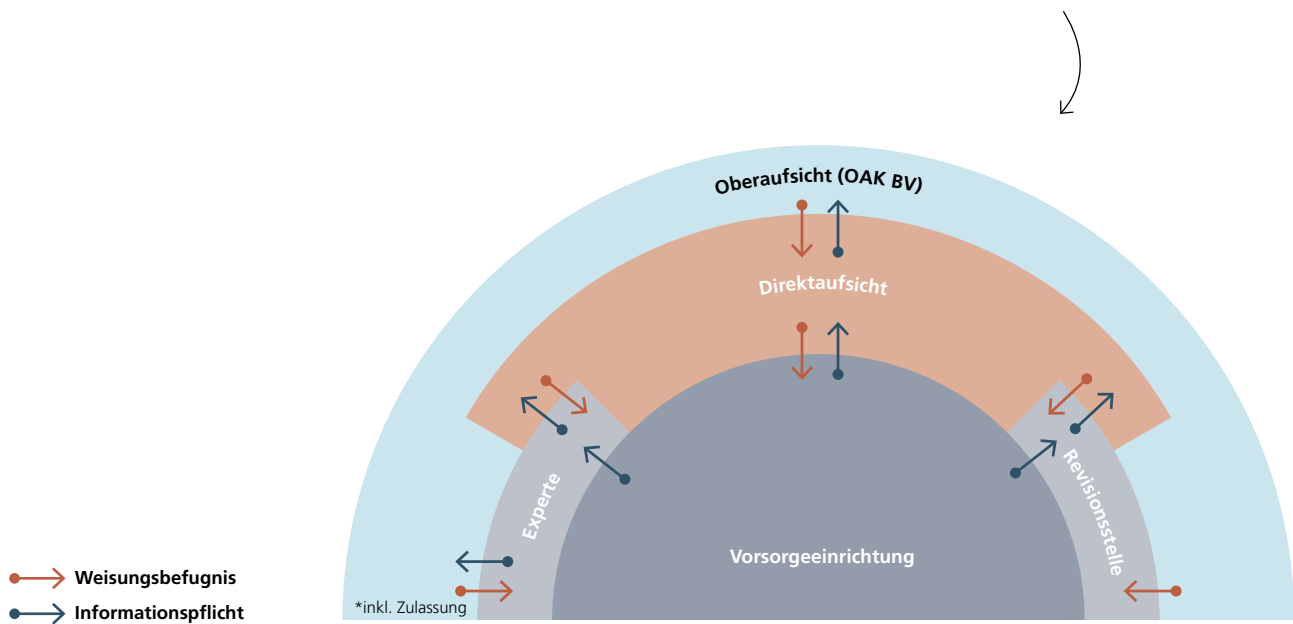 Oberaufsicht (OAK BV)
Direktaufsicht
Experte
Revisionsstelle
Vorsorgeeinrichtung
Weisungsbefugnis
*inkl. Zulassung
Informationspflicht